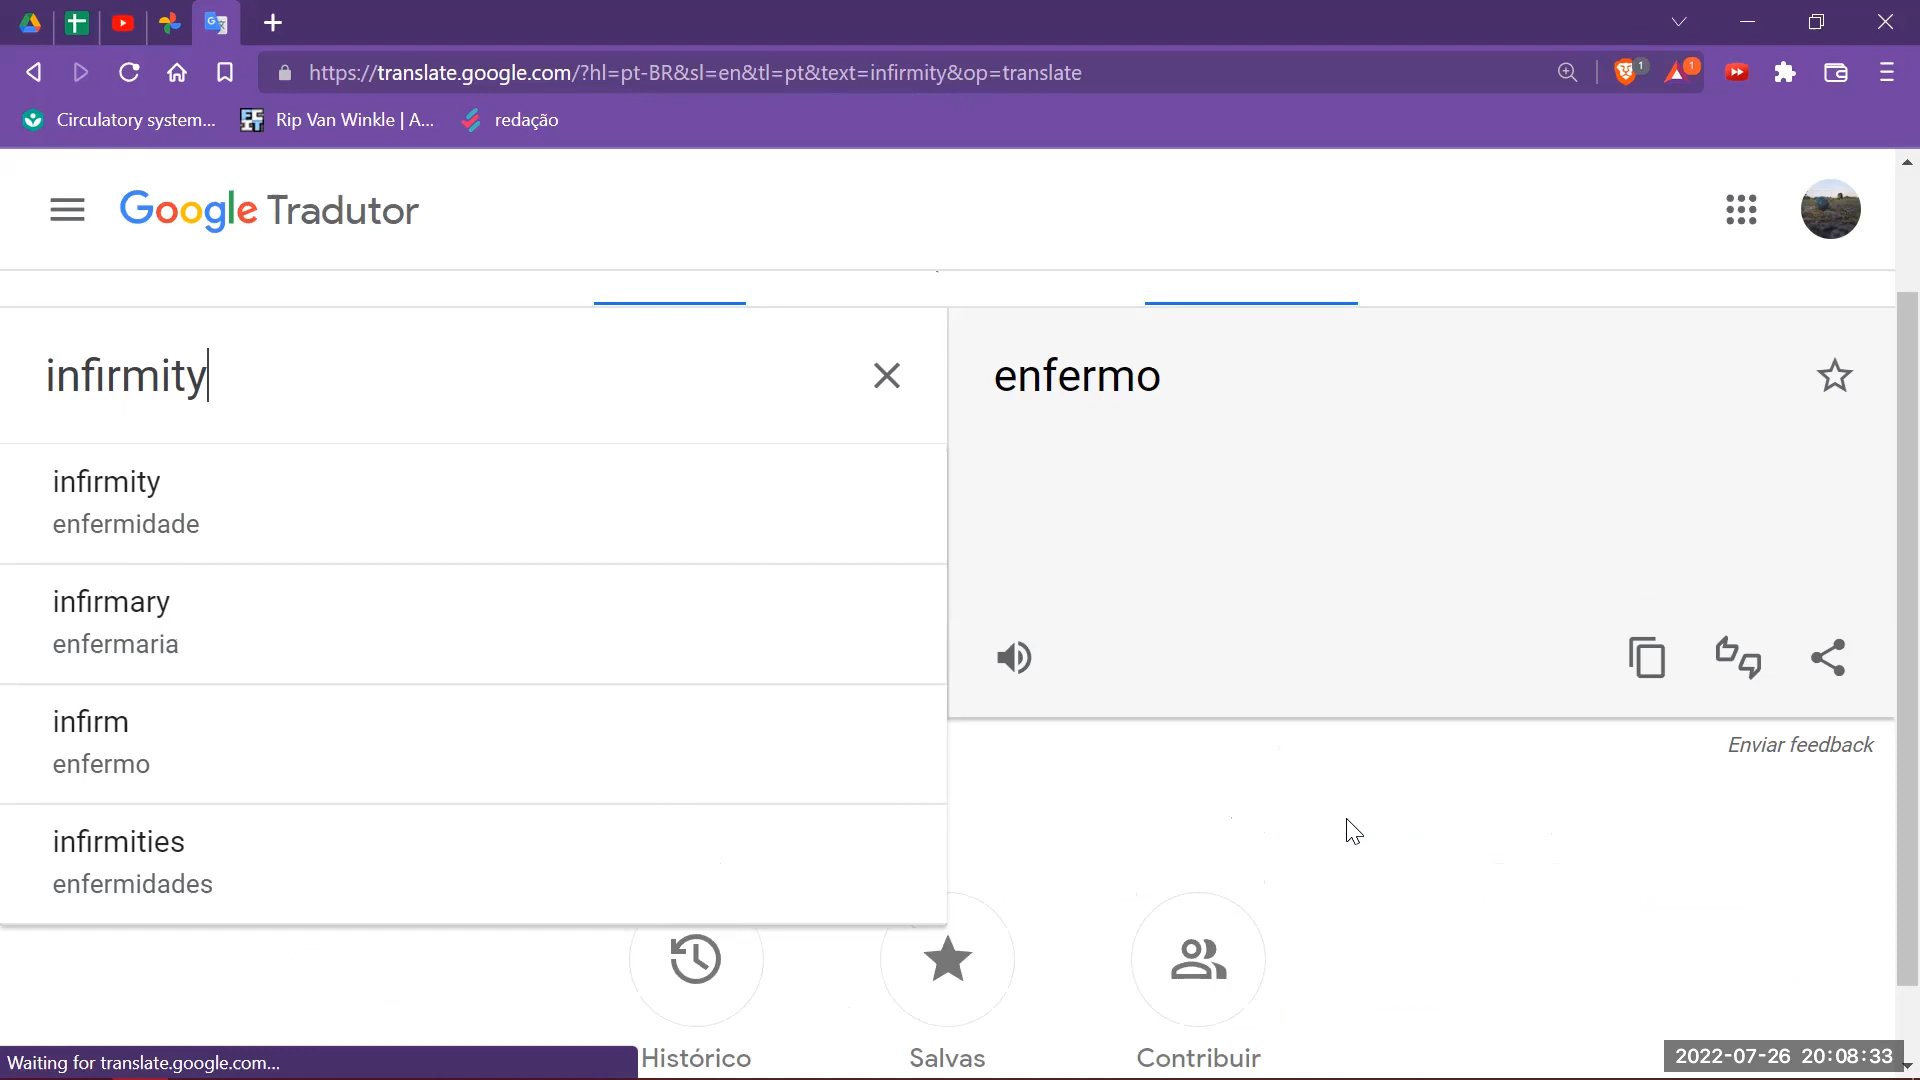 https://translate.google.com/?hl=pt-BR&sl=en&tl=pt&text=infirmity&op=translate
1
1
Circulatory system...
Rip Van Winkle | A...
redação
Google Tradutor
infirmity
enfermo
infirmity
enfermidade
infirmary
enfermaria
infirm
enfermo
Enviar feedback
infirmities
enfermidades
Histórico
Salvas
Contribuir
Waiting for translate.google.com...
2022-07-26 20:08:33